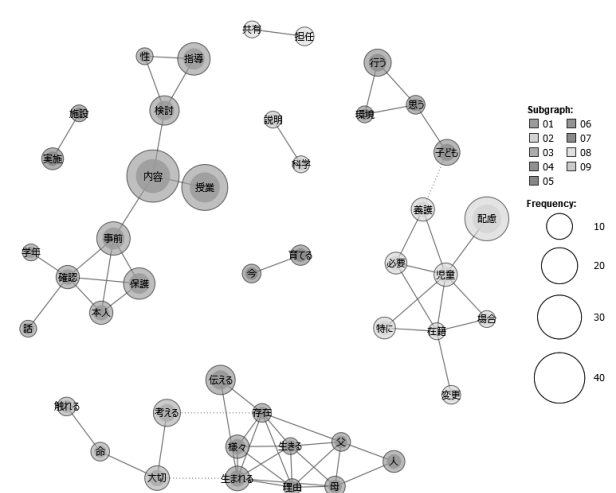 共有
担任
性
指導
行う
検討
思う
環境
施設
説明
実施
子ども
科学
内容
授業
養護
配慮
事前
学年
確認
保護
必要
児童
今
育てる
本人
話
特に
在籍
場合
変更
伝える
触れる
考える
存在
様々
生きる
父
命
大切
生まれる
理由
母
人
Subgraph:
01 06
02 07
03 08
04 09
05
Frequency:
10
20
30
40